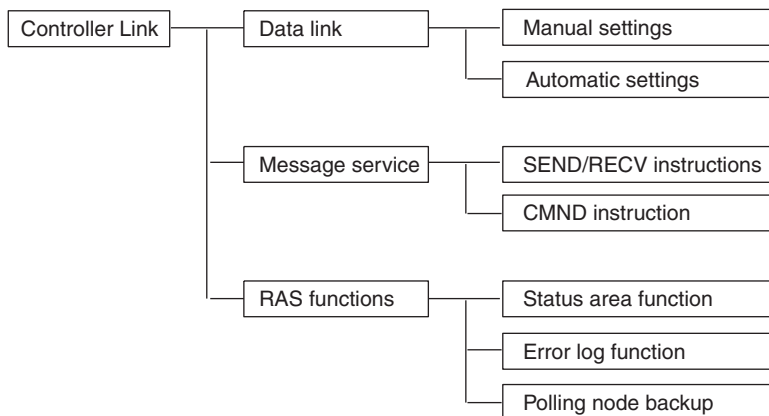 Controller Link
Data link
Manual settings
Automatic settings
Message service
SEND/RECV instructions
CMND instruction
RAS functions
Status area function
Error log function
Polling node backup